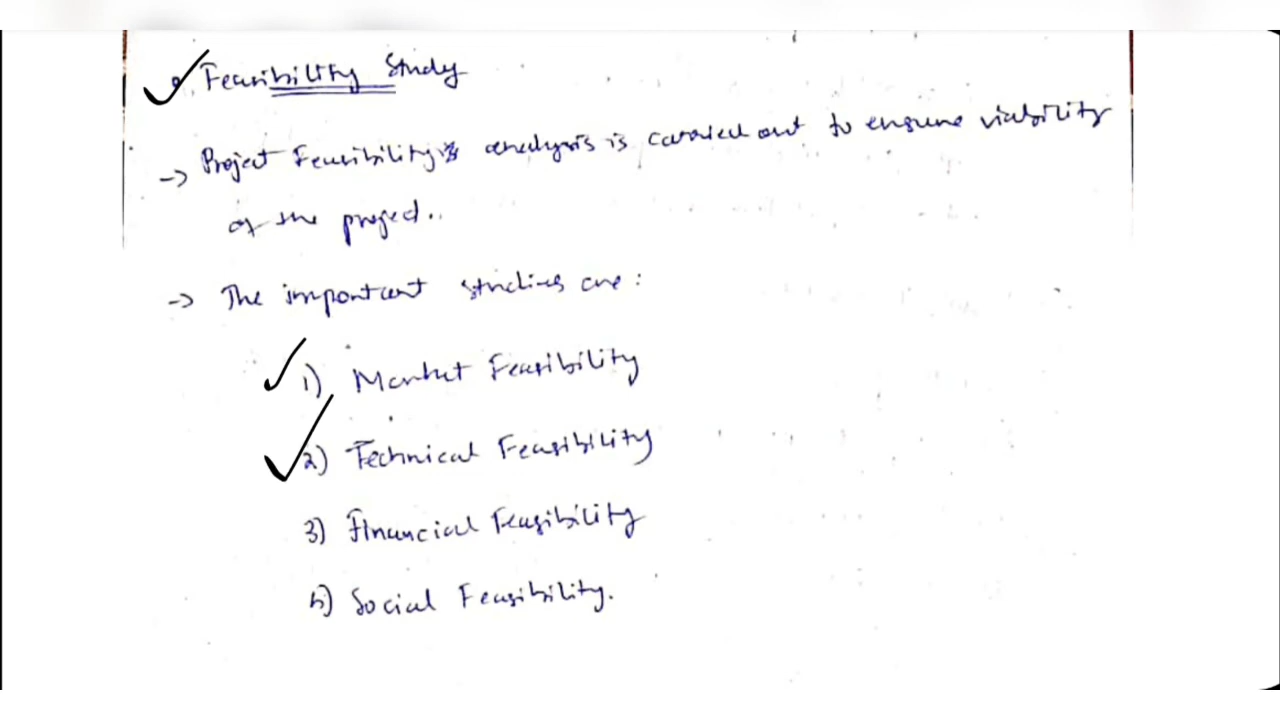 Feasibility Study
→ Project Feasibility analysis is carried out to ensure viability
of the project..
→ The important studies are:
1) Market Feasibility
2) Technical Feasibility
3) Financial Feasibility
4) Social Feasibility.